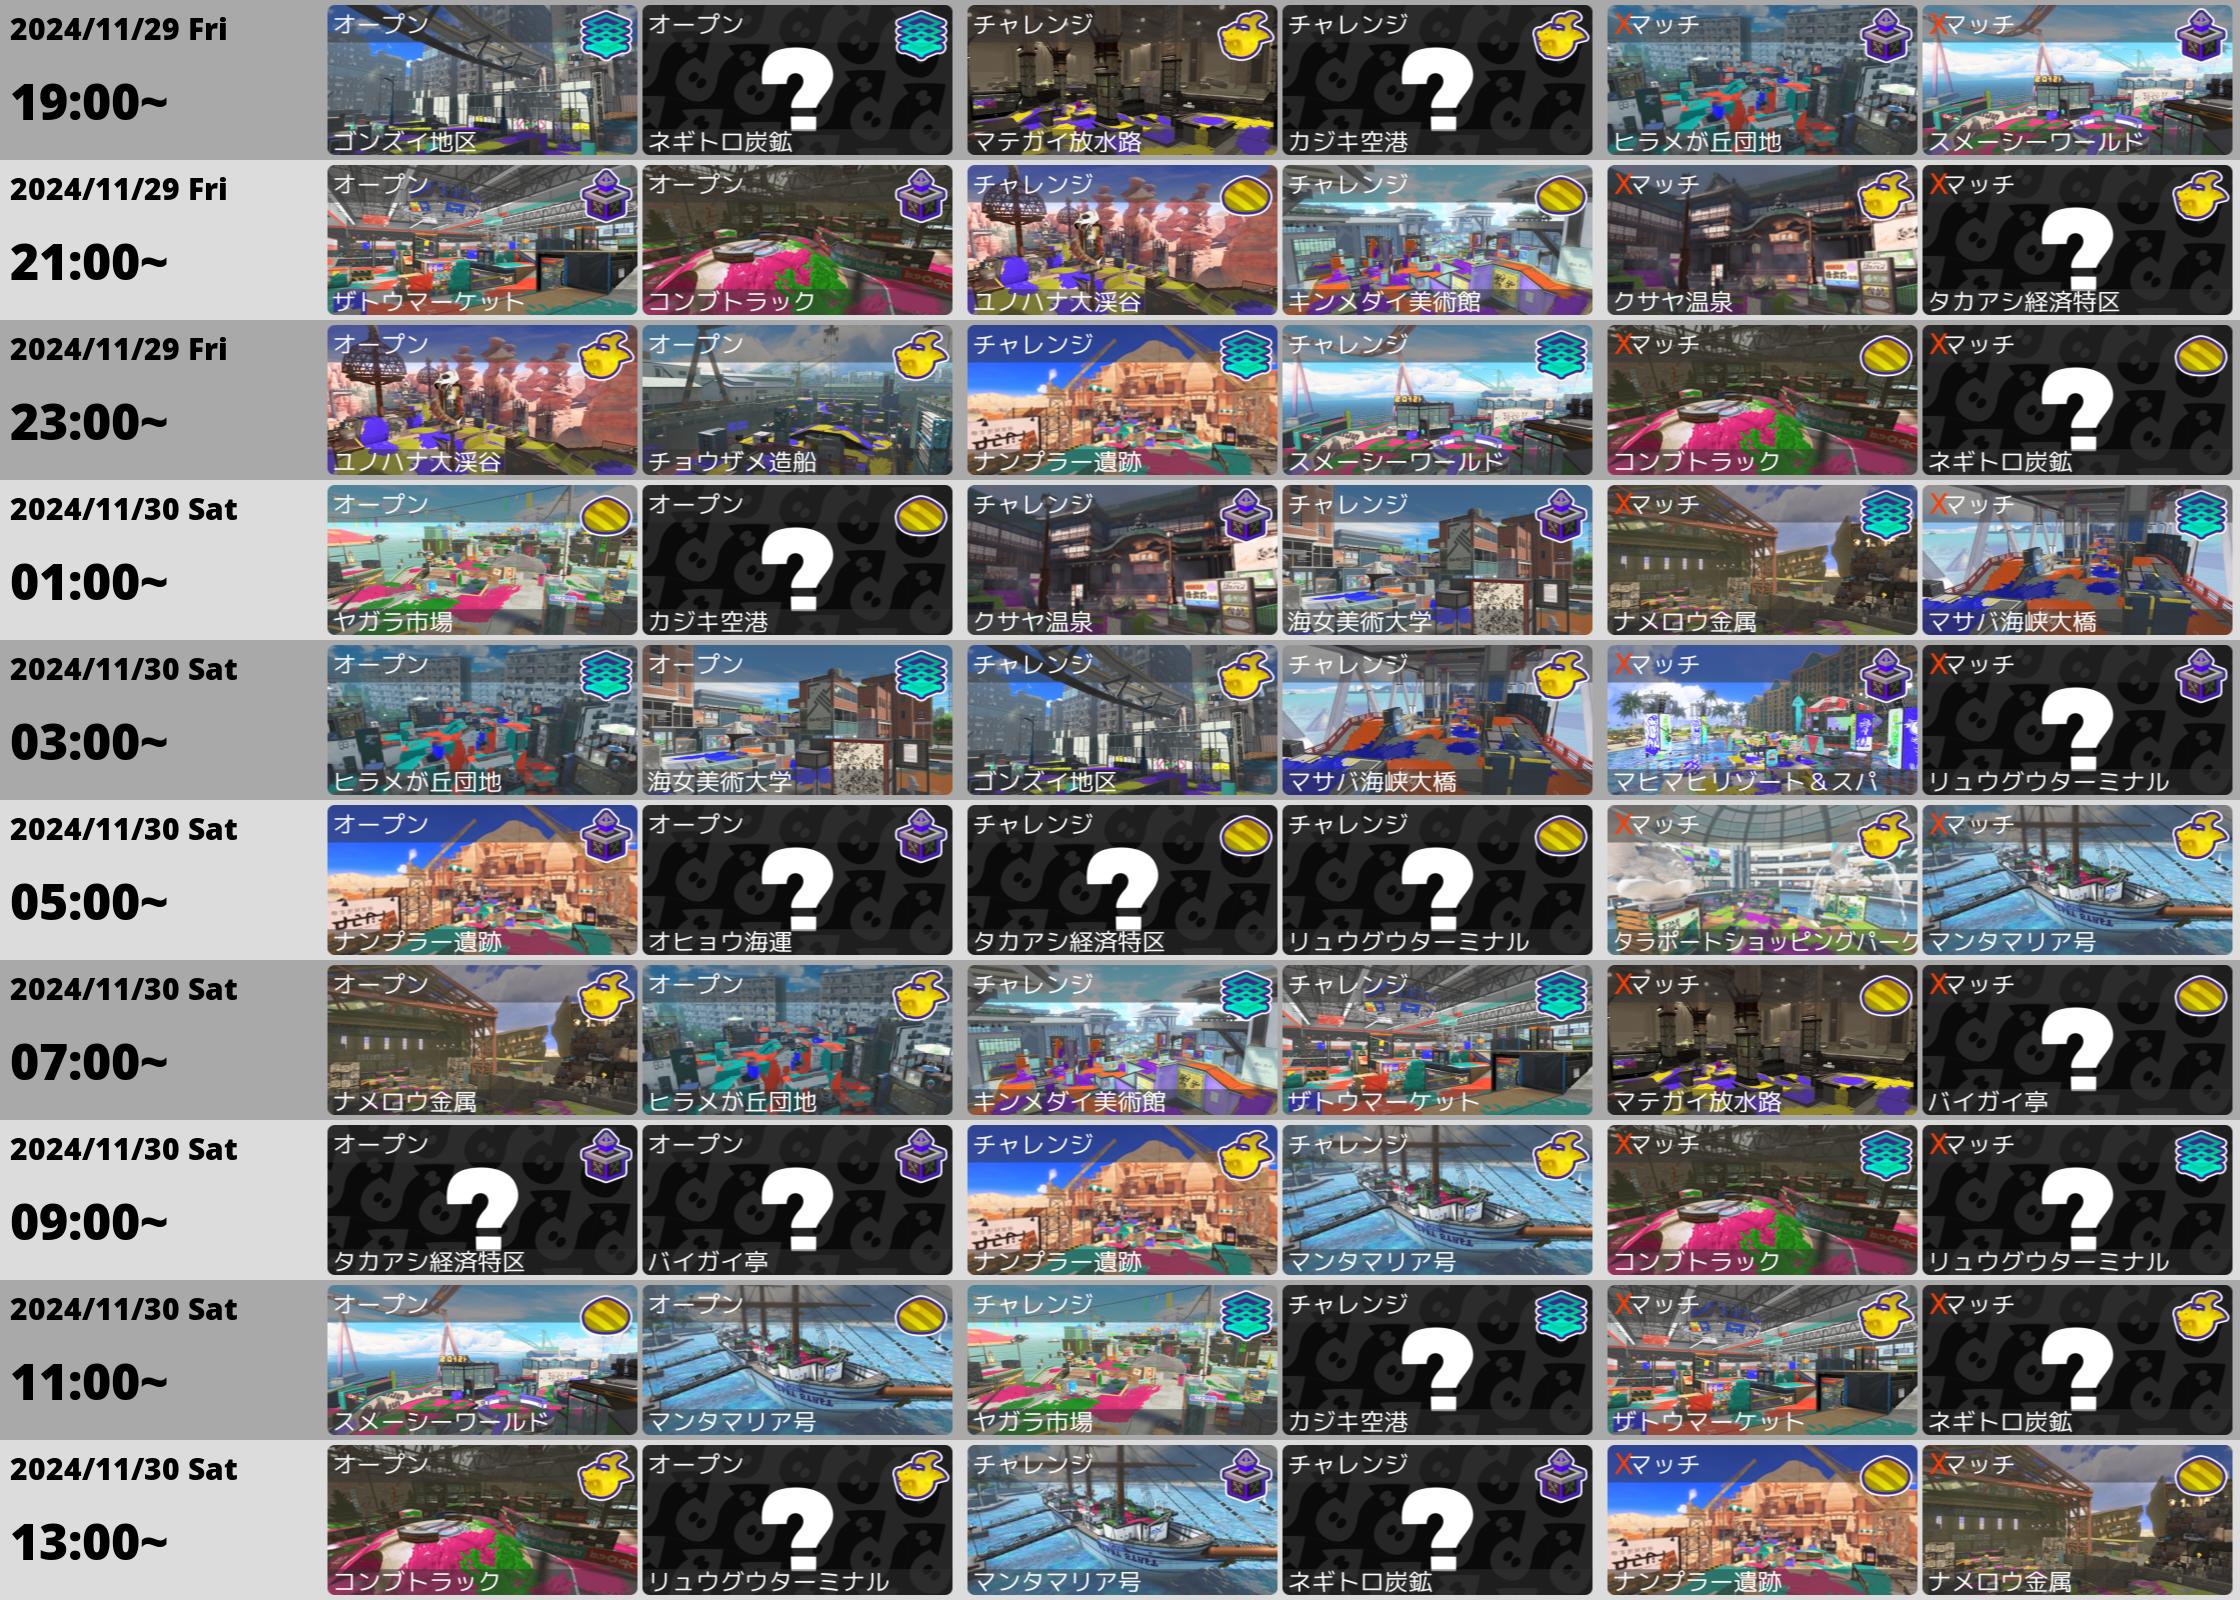 2024/11/29 Fri
19:00~
オープン
ゴンズイ地区
オープン
ネギトロ炭鉱
チャレンジ
マテガイ放水路
チャレンジ
カジキ空港
Xマッチ
ヒラメが丘団地
Xマッチ
スメーシーワールド
2024/11/29 Fri
21:00~
オープン
ザトウマーケット
オープン
コンブトラック
チャレンジ
ユノハナ大渓谷
チャレンジ
キンメダイ美術館
Xマッチ
クサヤ温泉
Xマッチ
タカアシ経済特区
2024/11/29 Fri
23:00~
オープン
ユノハナ大渓谷
オープン
チョウザメ造船
チャレンジ
ナンプラー遺跡
チャレンジ
スメーシーワールド
Xマッチ
コンブトラック
Xマッチ
ネギトロ炭鉱
2024/11/30 Sat
01:00~
オープン
ヤガラ市場
オープン
カジキ空港
チャレンジ
クサヤ温泉
チャレンジ
海女美術大学
Xマッチ
ナメロウ金属
Xマッチ
マサバ海峡大橋
2024/11/30 Sat
03:00~
オープン
ヒラメが丘団地
オープン
海女美術大学
チャレンジ
ゴンズイ地区
チャレンジ
マサバ海峡大橋
Xマッチ
マヒマヒリゾート&スパ
Xマッチ
リュウグウターミナル
2024/11/30 Sat
05:00~
オープン
ナンプラー遺跡
オープン
オヒョウ海運
チャレンジ
タカアシ経済特区
チャレンジ
リュウグウターミナル
Xマッチ
タラポートショッピングパーク
Xマッチ
マンタマリア号
2024/11/30 Sat
07:00~
オープン
ナメロウ金属
オープン
ヒラメが丘団地
チャレンジ
キンメダイ美術館
チャレンジ
ザトウマーケット
Xマッチ
マテガイ放水路
Xマッチ
バイガイ亭
2024/11/30 Sat
09:00~
オープン
タカアシ経済特区
オープン
バイガイ亭
チャレンジ
ナンプラー遺跡
チャレンジ
マンタマリア号
Xマッチ
コンブトラック
Xマッチ
リュウグウターミナル
2024/11/30 Sat
11:00~
オープン
スメーシーワールド
オープン
マンタマリア号
チャレンジ
ヤガラ市場
チャレンジ
カジキ空港
Xマッチ
ザトウマーケット
Xマッチ
ネギトロ炭鉱
2024/11/30 Sat
13:00~
オープン
コンブトラック
オープン
リュウグウターミナル
チャレンジ
マンタマリア号
チャレンジ
ネギトロ炭鉱
Xマッチ
ナンプラー遺跡
Xマッチ
ナメロウ金属